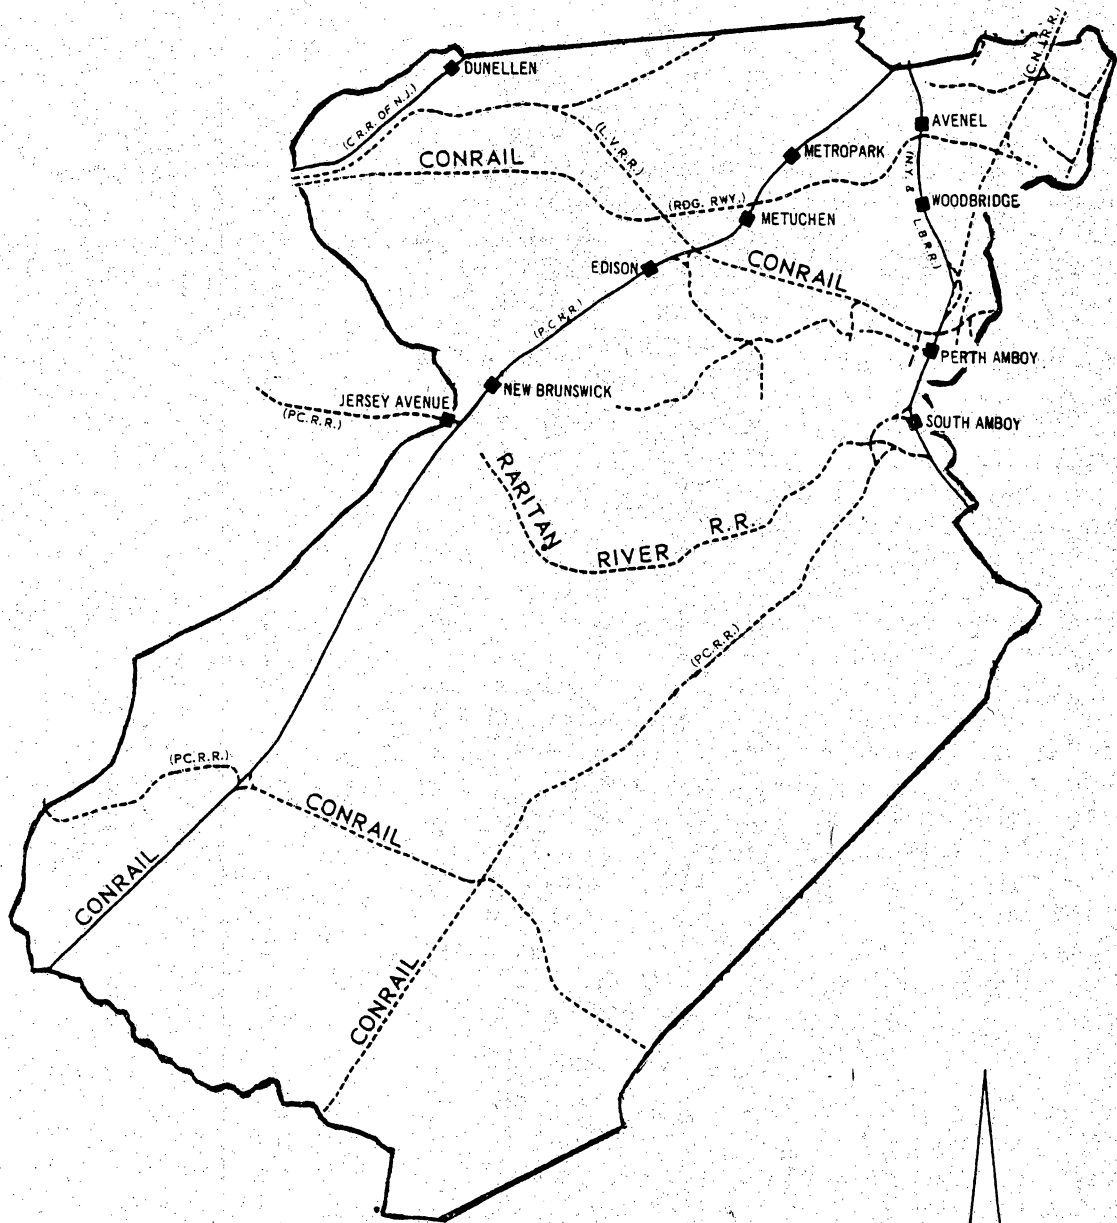 (C.N.J.R.R.)
DUNELLEN
(C.R.R. OF N.J.)
AVENEL
(L.V.R.R.)
CONRAIL
METROPARK
(N.Y. &
L.B.R.R.)
(RDG. RWY.)
WOODBRIDGE
METUCHEN
EDISON
CONRAIL
(P.C.R.R.)
PERTH AMBOY
NEW BRUNSWICK
JERSEY AVENUE
(PC.R.R.)
SOUTH AMBOY
RARITAN
RIVER
R.R.
(PC.R.R.)
(PC.R.R.)
CONRAIL
CONRAIL
CONRAIL